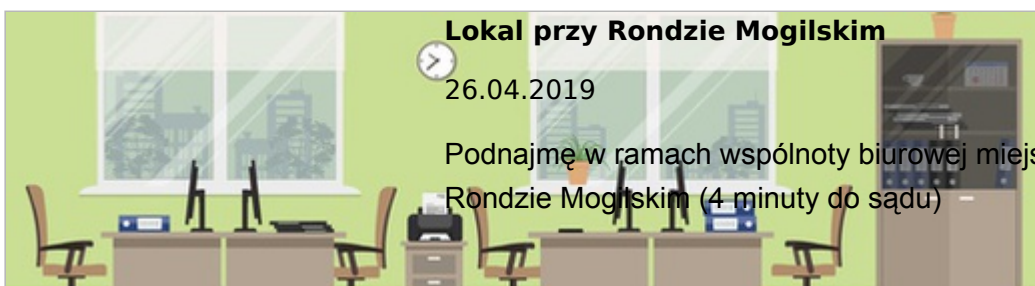 Lokal przy Rondzie Mogilskim
26.04.2019
Podnajmę w ramach wspólnoty biurowej miejs
Rondzie Mogilskim (4 minuty do sądu)